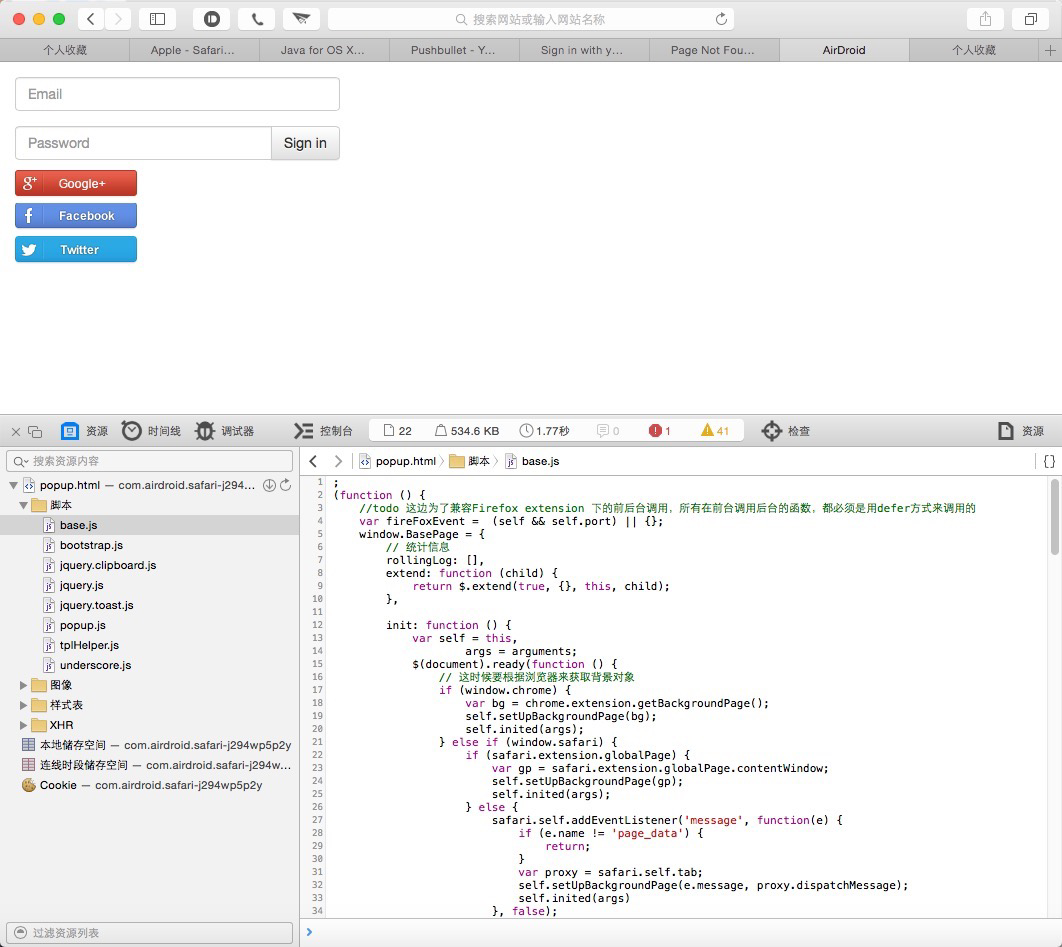 搜索网站或输入网站名称
个人收藏
Apple - Safari...
Java for OS X...
Pushbullet - Y...
Sign in with y...
Page Not Fou...
AirDroid
个人收藏
Email
Password
Sign in
Google+
Facebook
Twitter
资源
时间线
调试器
控制台
22
534.6 KB
1.77秒
0
1
41
检查
资源
搜索资源内容
popup.html
脚本
base.js
{}
popup.html — com.airdroid.safari-j294...
脚本
base.js
bootstrap.js
jquery.clipboard.js
jquery.js
jquery.toast.js
popup.js
tplHelper.js
underscore.js
图像
样式表
XHR
本地储存空间 — com.airdroid.safari-j294wp5p2y
连线时段储存空间 — com.airdroid.safari-j294w...
Cookie — com.airdroid.safari-j294wp5p2y
过滤资源列表
1 ;
2 (function () {
3 //todo 这边为了兼容Firefox extension 下的前后台调用，所有在前台调用后台的函数，都必须是用defer方式来调用的
4 var fireFoxEvent =  (self && self.port) || {};
5 window.BasePage = {
6 // 统计信息
7 rollingLog: [],
8 extend: function (child) {
9 return $.extend(true, {}, this, child);
10 },
11
12 init: function () {
13 var self = this,
14 args = arguments;
15 $(document).ready(function () {
16 // 这时候要根据浏览器来获取背景对象
17 if (window.chrome) {
18 var bg = chrome.extension.getBackgroundPage();
19 self.setUpBackgroundPage(bg);
20 self.inited(args);
21 } else if (window.safari) {
22 if (safari.extension.globalPage) {
23 var gp = safari.extension.globalPage.contentWindow;
24 self.setUpBackgroundPage(gp);
25 self.inited(args);
26 } else {
27 safari.self.addEventListener('message', function(e) {
28 if (e.name != 'page_data') {
29 return;
30 }
31 var proxy = safari.self.tab;
32 self.setUpBackgroundPage(e.message, proxy.dispatchMessage);
33 self.inited(args)
34 }, false);